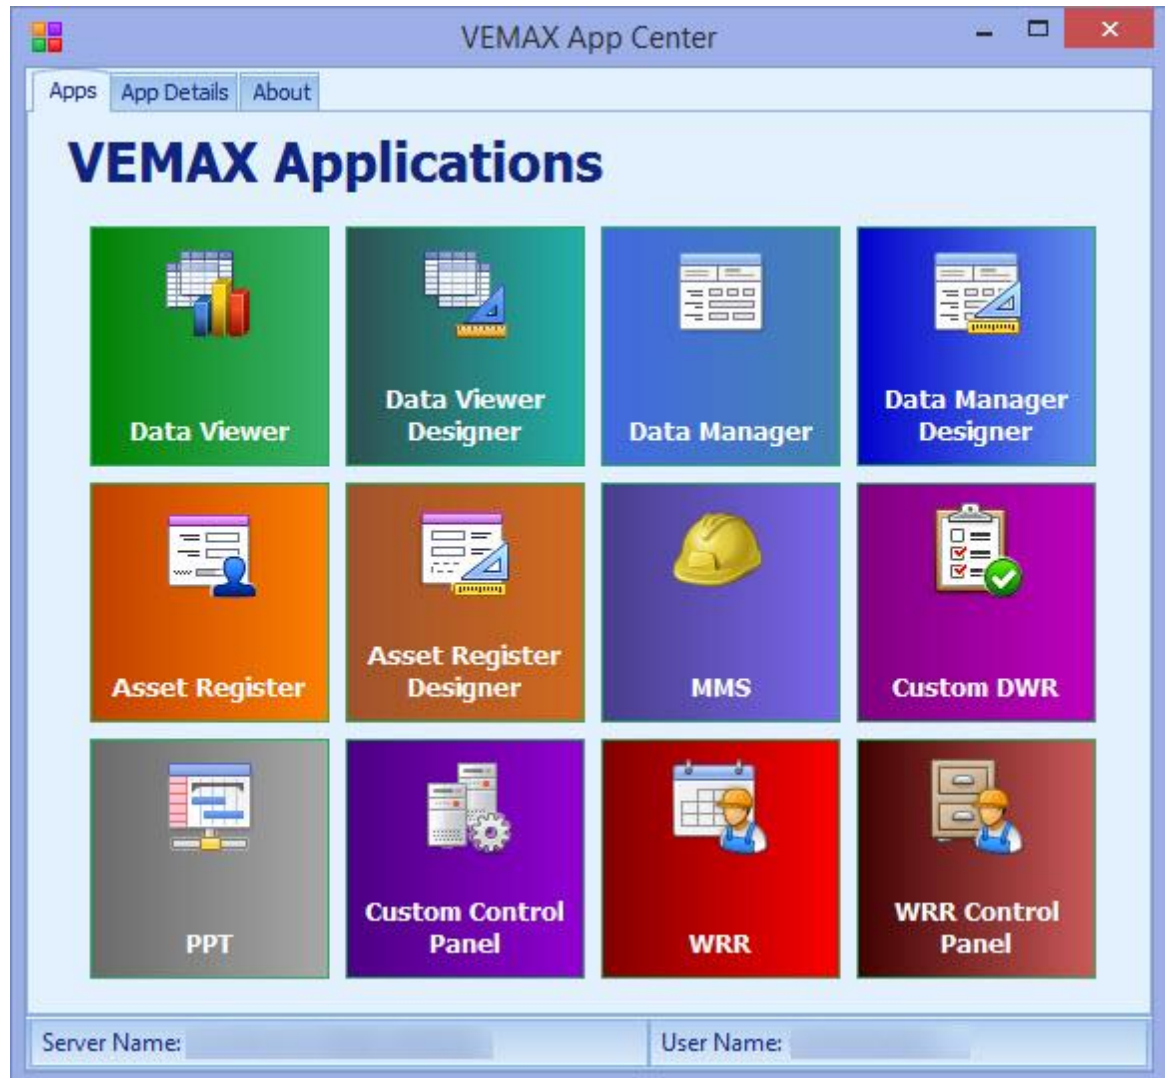 VEMAX App Center
Apps App Details About
VEMAX Applications
Data Viewer
Data Viewer
Designer
Data Manager
Data Manager
Designer
Asset Register
Asset Register
Designer
MMS
Custom DWR
PPT
Custom Control
Panel
WRR
WRR Control
Panel
Server Name:
User Name: